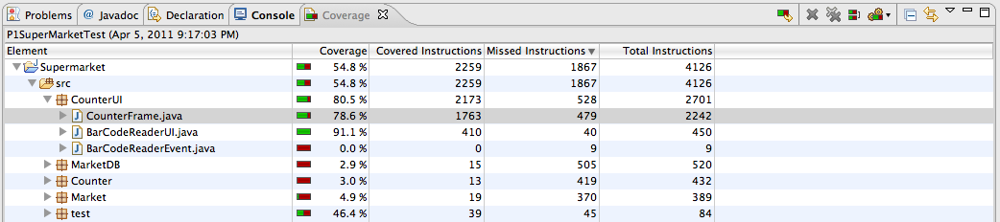 Problems @ Javadoc Declaration Console Coverage
P1SuperMarketTest (Apr 5, 2011 9:17:03 PM)
Element Coverage Covered Instructions Missed Instructions Total Instructions
Supermarket 54.8 % 2259 1867 4126
src 54.8 % 2259 1867 4126
CounterUI 80.5 % 2173 528 2701
CounterFrame.java 78.6 % 1763 479 2242
BarCodeReaderUI.java 91.1 % 410 40 450
BarCodeReaderEvent.java 0.0 % 0 9 9
MarketDB 2.9 % 15 505 520
Counter 3.0 % 13 419 432
Market 4.9 % 19 370 389
test 46.4 % 39 45 84